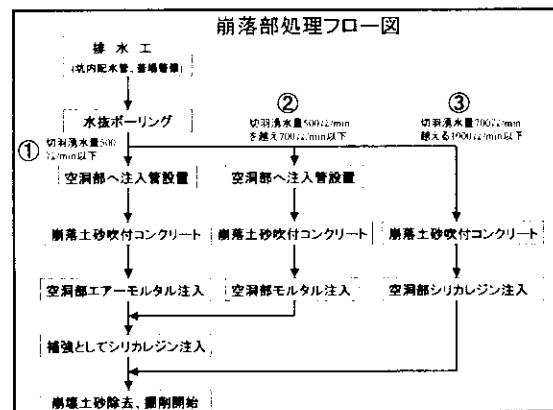 崩落部処理フロー図
排水工
(坑内配水管、釜場整備)
水抜ボーリング
① 切羽湧水量500
ℓ/min以下
②
切羽湧水量500ℓ/min
を越え700ℓ/min以下
③
切羽湧水量700ℓ/min
越える1000ℓ/min以下
空洞部へ注入管設置
空洞部へ注入管設置
崩落土砂吹付コンクリート
崩落土砂吹付コンクリート
崩落土砂吹付コンクリート
空洞部エアーモルタル注入
空洞部モルタル注入
空洞部シリカレジン注入
補強としてシリカレジン注入
崩壊土砂除去、掘削開始